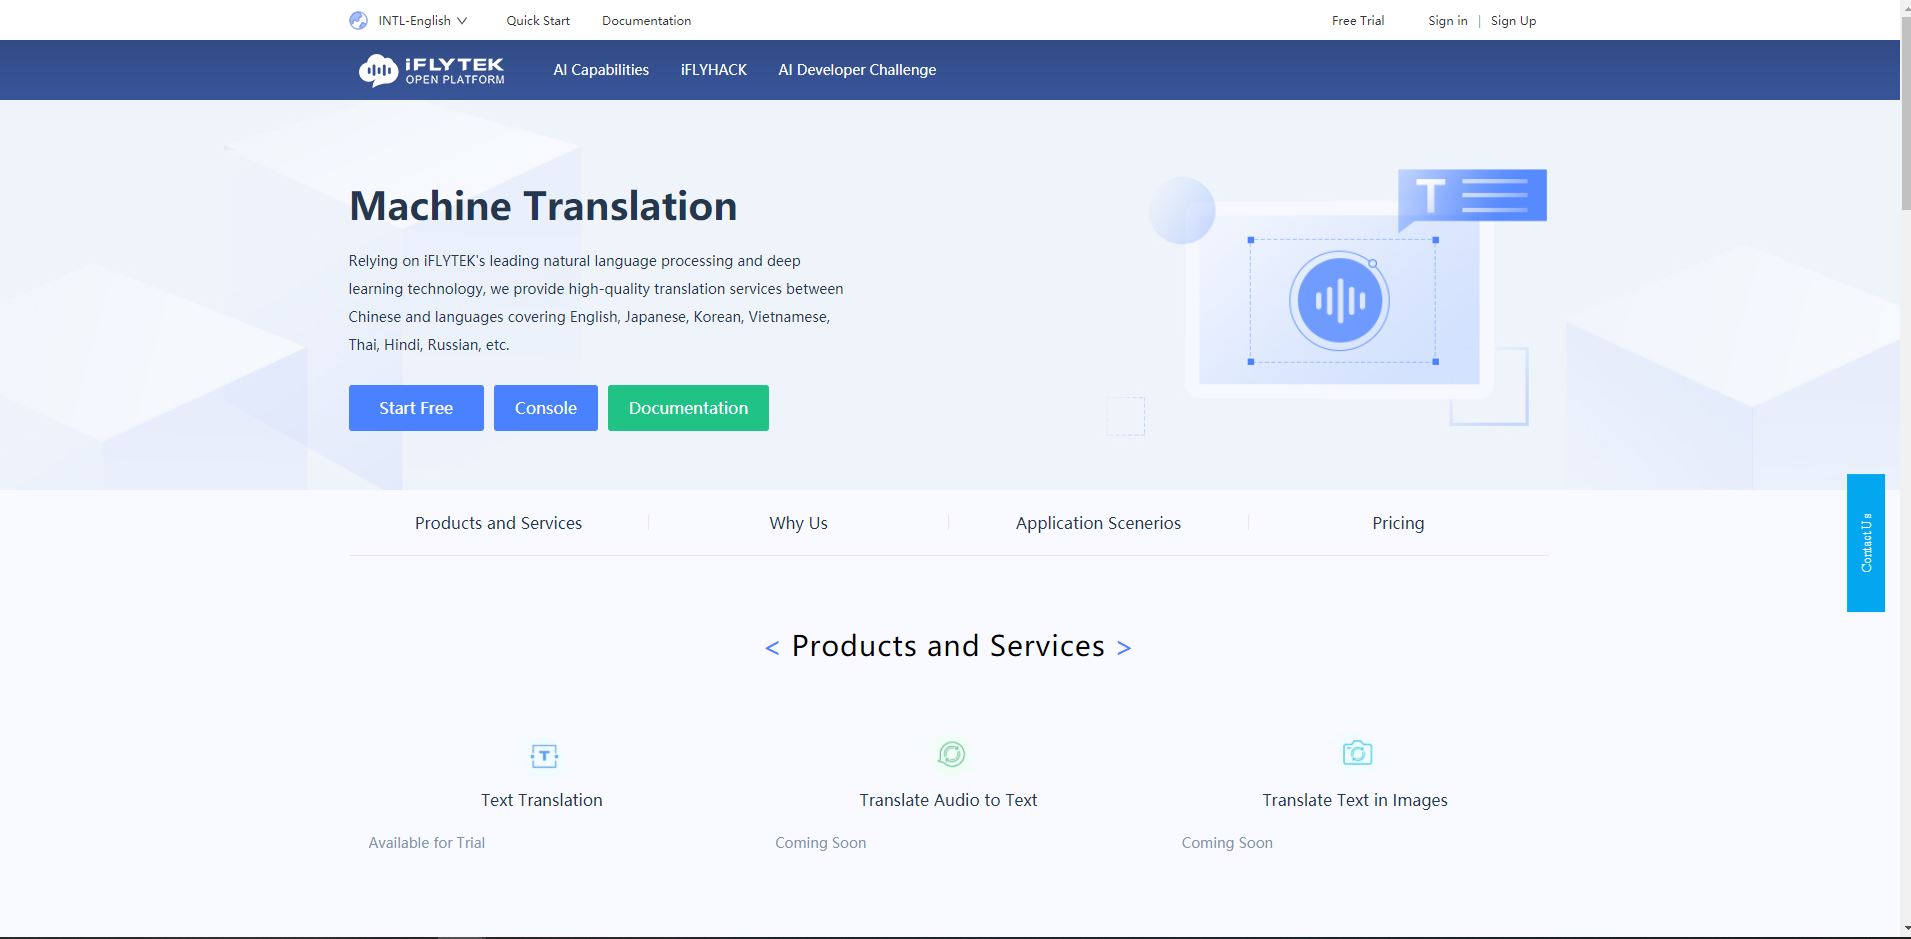 INTL-English
Quick Start
Documentation
Free Trial
Sign in | Sign Up
iFLYTEK
OPEN PLATFORM
AI Capabilities
iFLYHACK
AI Developer Challenge
Machine Translation
Relying on iFLYTEK's leading natural language processing and deep
learning technology, we provide high-quality translation services between
Chinese and languages covering English, Japanese, Korean, Vietnamese,
Thai, Hindi, Russian, etc.
T
Start Free
Console
Documentation
Products and Services
Why Us
Application Scenerios
Pricing
Contact Us
< Products and Services >
T
Text Translation
Translate Audio to Text
Translate Text in Images
Available for Trial
Coming Soon
Coming Soon